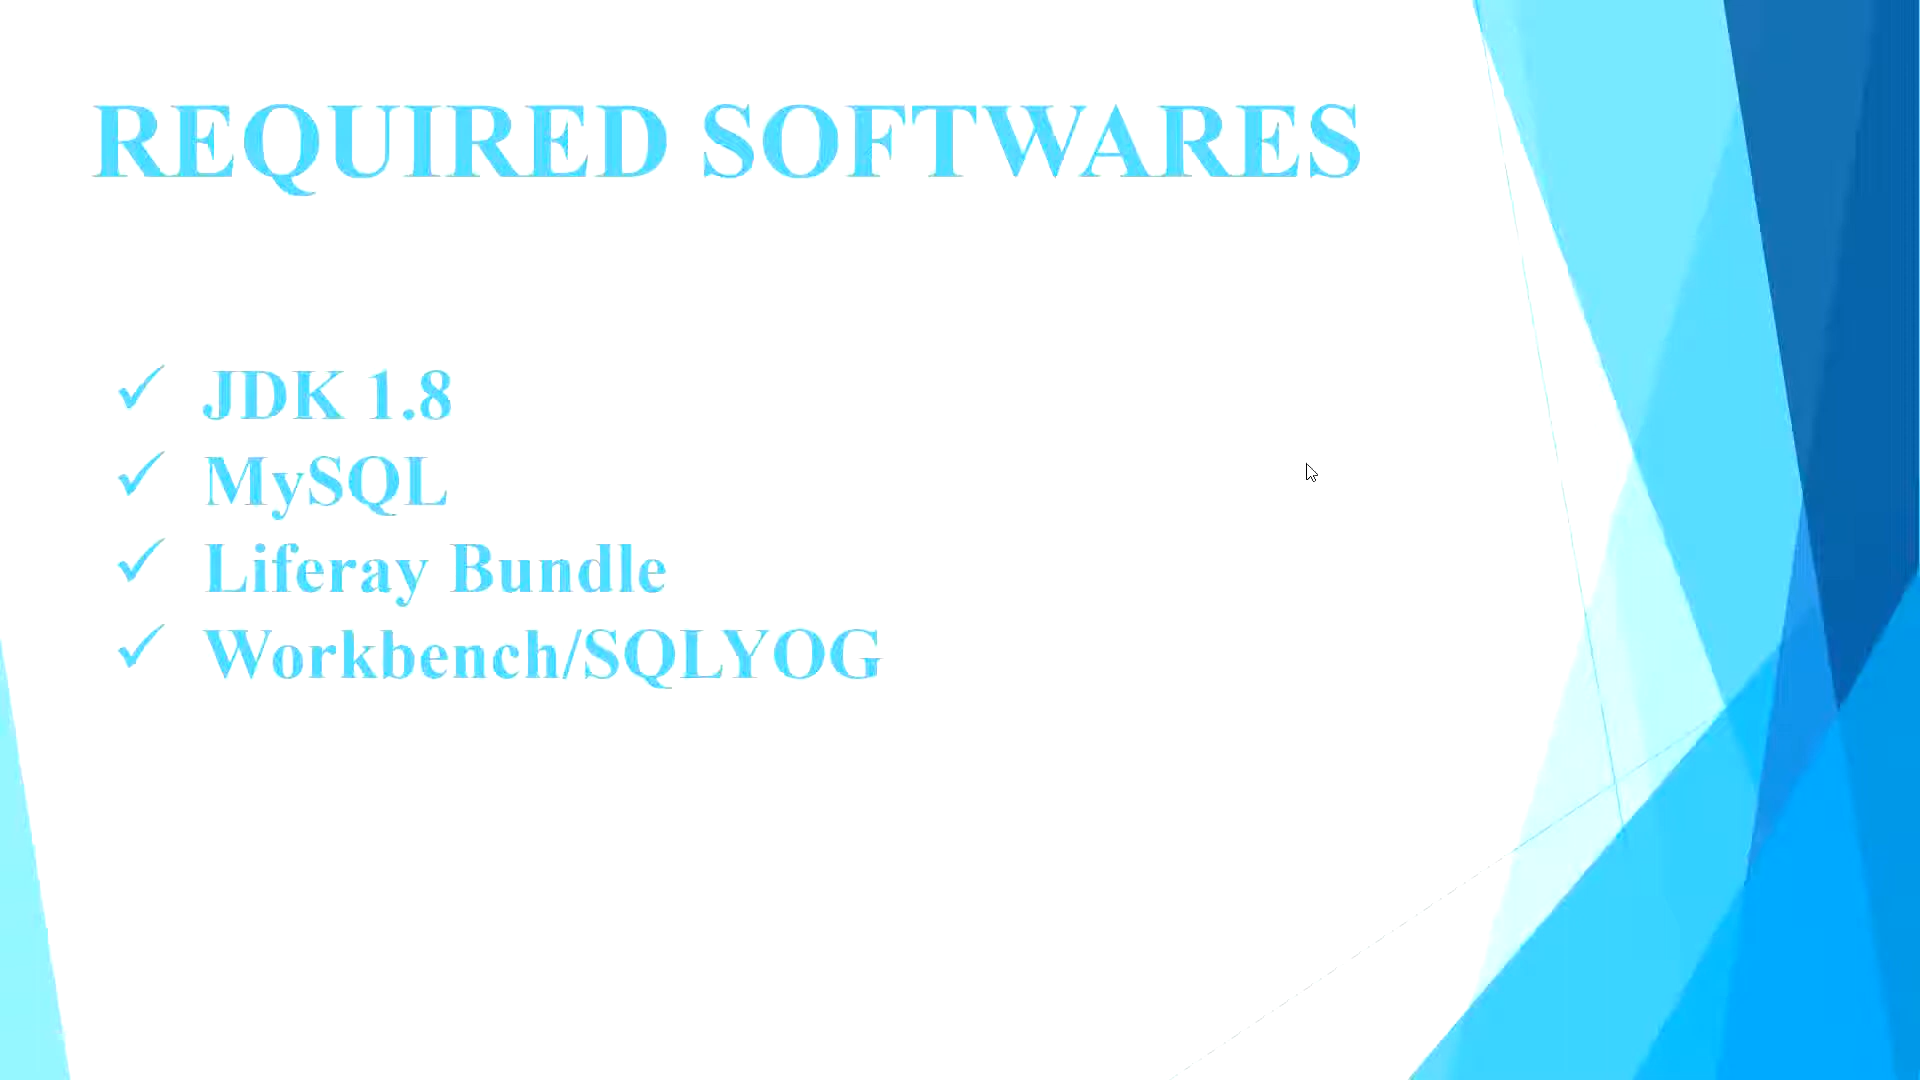 REQUIRED SOFTWARES
✓ JDK 1.8
✓ MySQL
✓ Liferay Bundle
✓ Workbench/SQLYOG